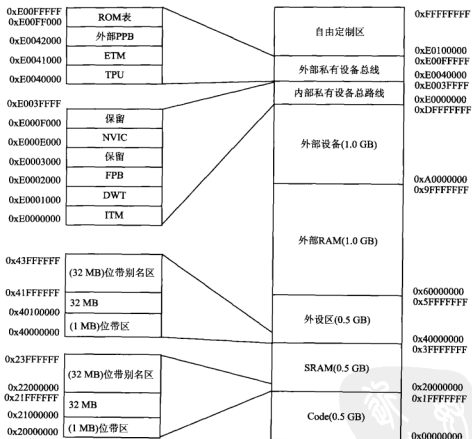 0xE00FFFFF
0xE00FF000
ROM表
外部PPB
0xE0042000
ETM
0xE0041000
TPU
0xE0040000
0xE003FFFF
保留
0xE000F000
NVIC
0xE000E000
保留
0xE0003000
FPB
0xE0002000
DWT
0xE0001000
ITM
0xE0000000
0x43FFFFFF
(32 MB)位带别名区
0x41FFFFFF
32 MB
0x40100000
(1 MB)位带区
0x40000000
0x23FFFFFF
(32 MB)位带别名区
0x22000000
0x21FFFFFF
32 MB
0x21000000
(1 MB)位带区
0x20000000
0xFFFFFFFF
自由定制区
0xE0100000
0xE00FFFFF
外部私有设备总线
0xE0040000
0xE003FFFF
内部私有设备总路线
0xE0000000
0xDFFFFFFF
外部设备(1.0 GB)
0xA0000000
0x9FFFFFFF
外部RAM(1.0 GB)
0x60000000
0x5FFFFFFF
外设区(0.5 GB)
0x40000000
0x3FFFFFFF
SRAM(0.5 GB)
0x20000000
0x1FFFFFFF
Code(0.5 GB)
0x00000000